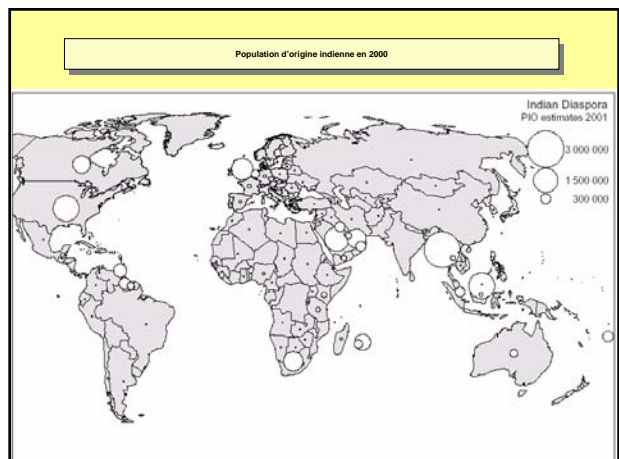 Population d'origine indienne en 2000
Indian Diaspora
PIO estimates 2001
3 000 000
1 500 000
300 000